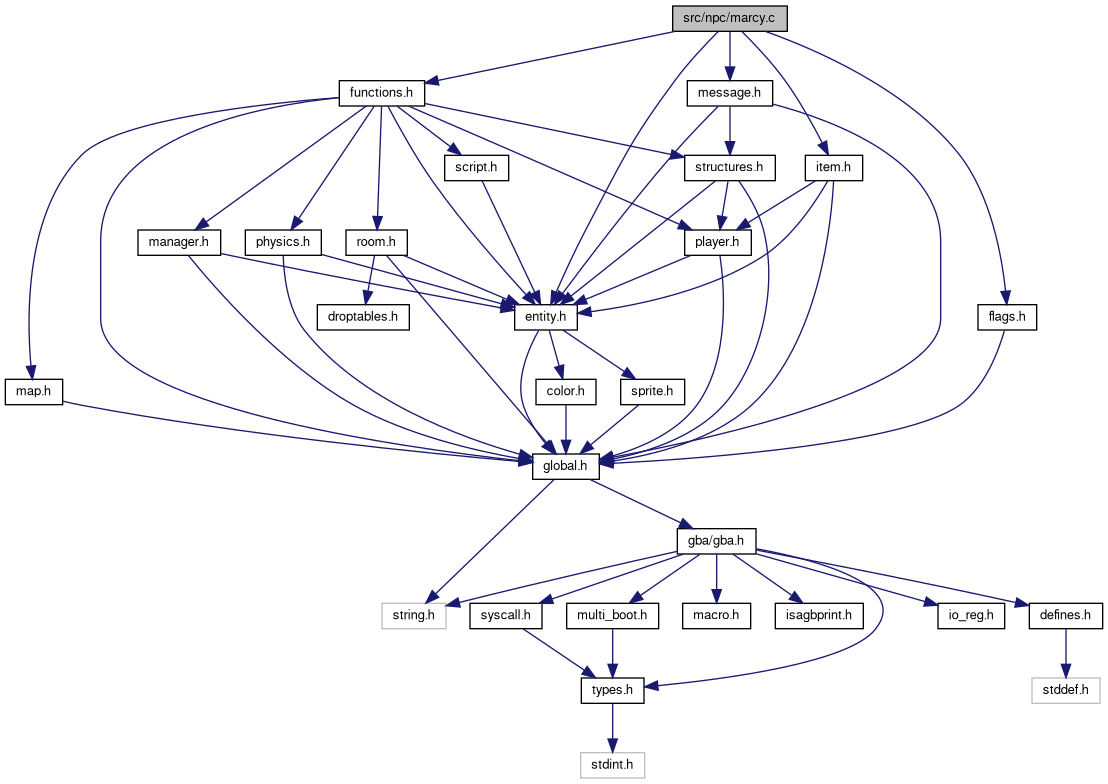 src/npc/marcy.c
functions.h
message.h
script.h
structures.h
item.h
manager.h
physics.h
room.h
player.h
droptables.h
entity.h
flags.h
map.h
color.h
sprite.h
global.h
gba/gba.h
string.h
syscall.h
multi_boot.h
macro.h
isagbprint.h
io_reg.h
defines.h
types.h
stddef.h
stdint.h